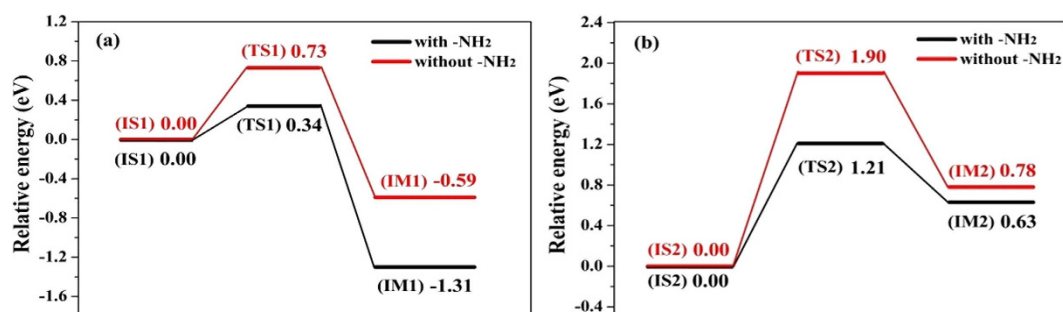 (a)
with -NH2
without -NH2
Relative energy (eV)
1.2
0.8
0.4
0.0
-0.4
-0.8
-1.2
-1.6
(TS1) 0.73
(TS1) 0.34
(IS1) 0.00
(IS1) 0.00
(IM1) -0.59
(IM1) -1.31
(b)
with -NH2
without -NH2
Relative energy (eV)
2.4
2.0
1.6
1.2
0.8
0.4
0.0
-0.4
(TS2) 1.90
(TS2) 1.21
(IM2) 0.78
(IM2) 0.63
(IS2) 0.00
(IS2) 0.00